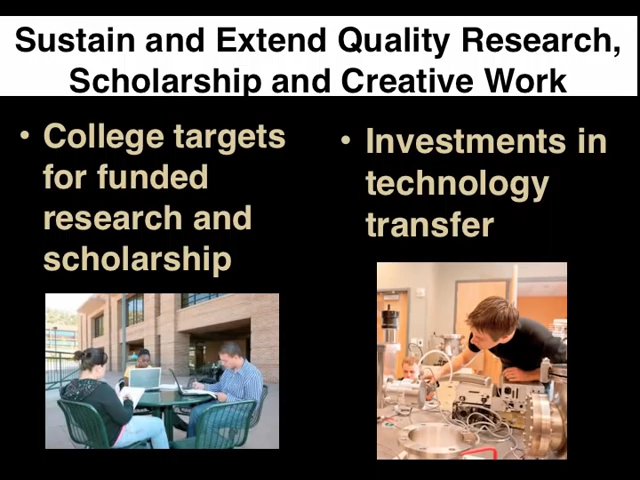 Sustain and Extend Quality Research,
Scholarship and Creative Work
• College targets
for funded
research and
scholarship
• Investments in
technology
transfer